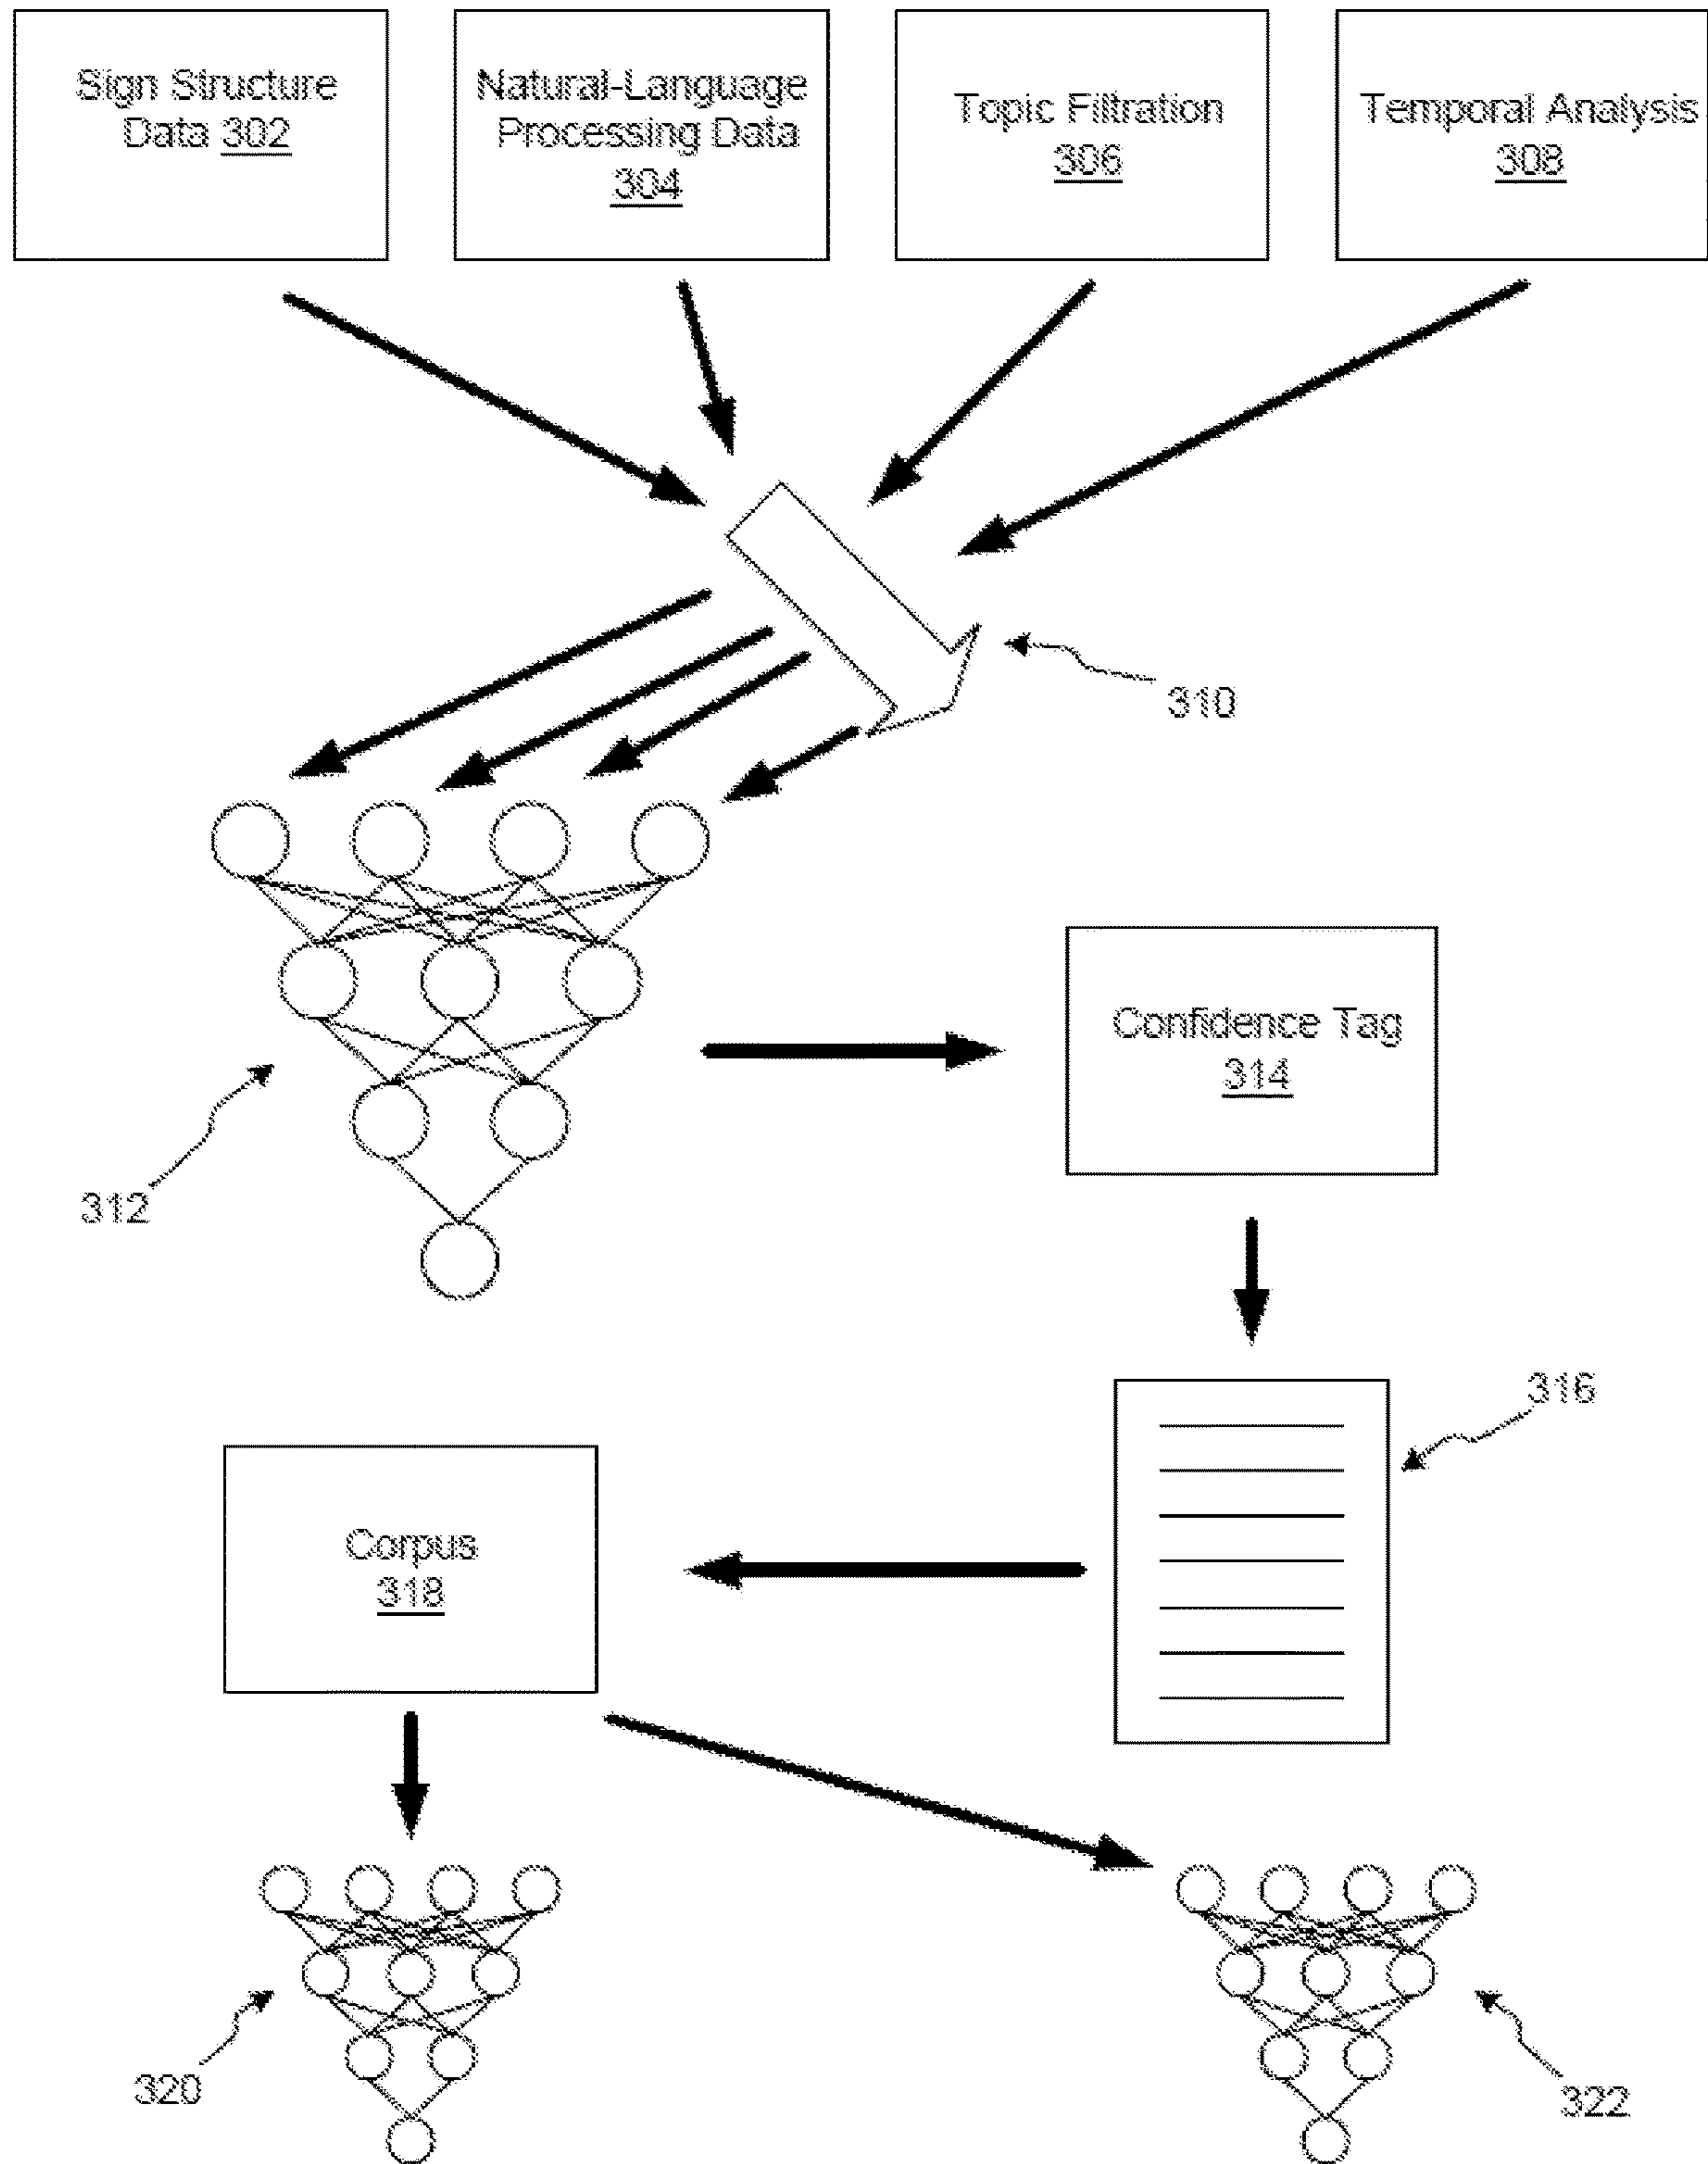 Sign Structure
Data 302
Natural-Language
Processing Data
304
Topic Filtration
306
Temporal Analysis
308
310
312
Confidence Tag
314
316
Corpus
318
320
322